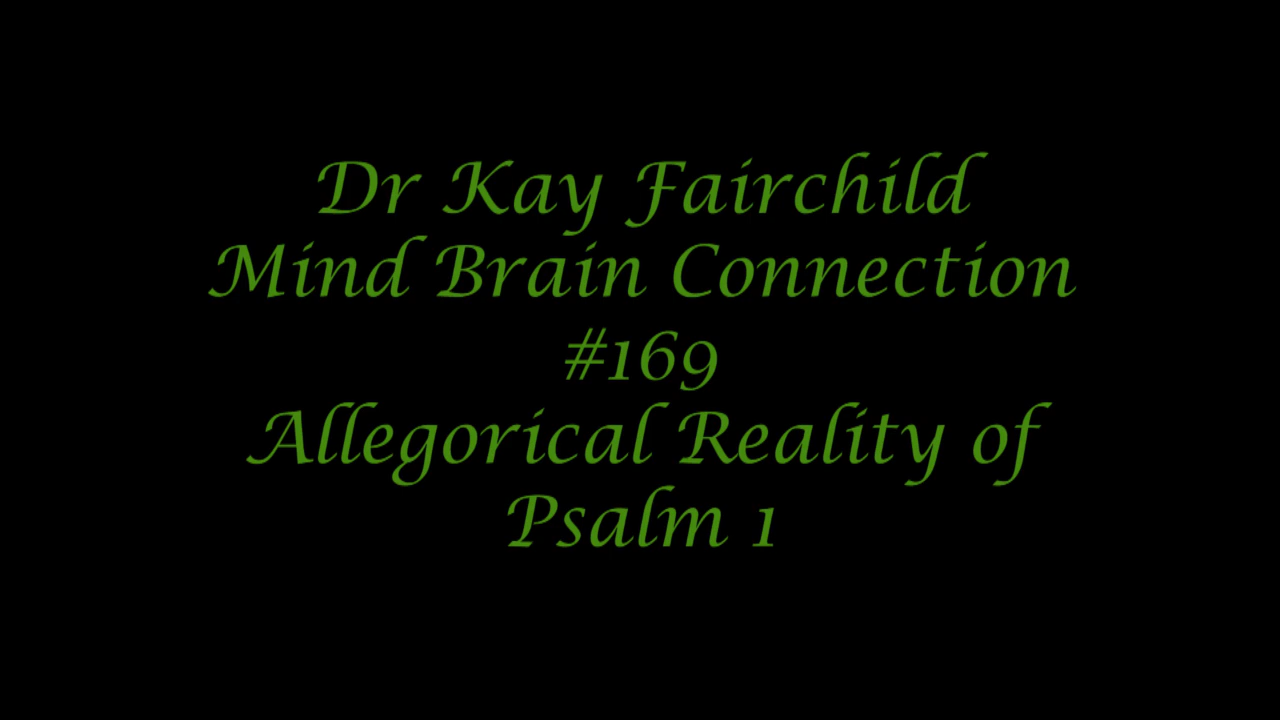 Dr Kay Fairchild
Mind Brain Connection
#169
Allegorical Reality of
Psalm 1